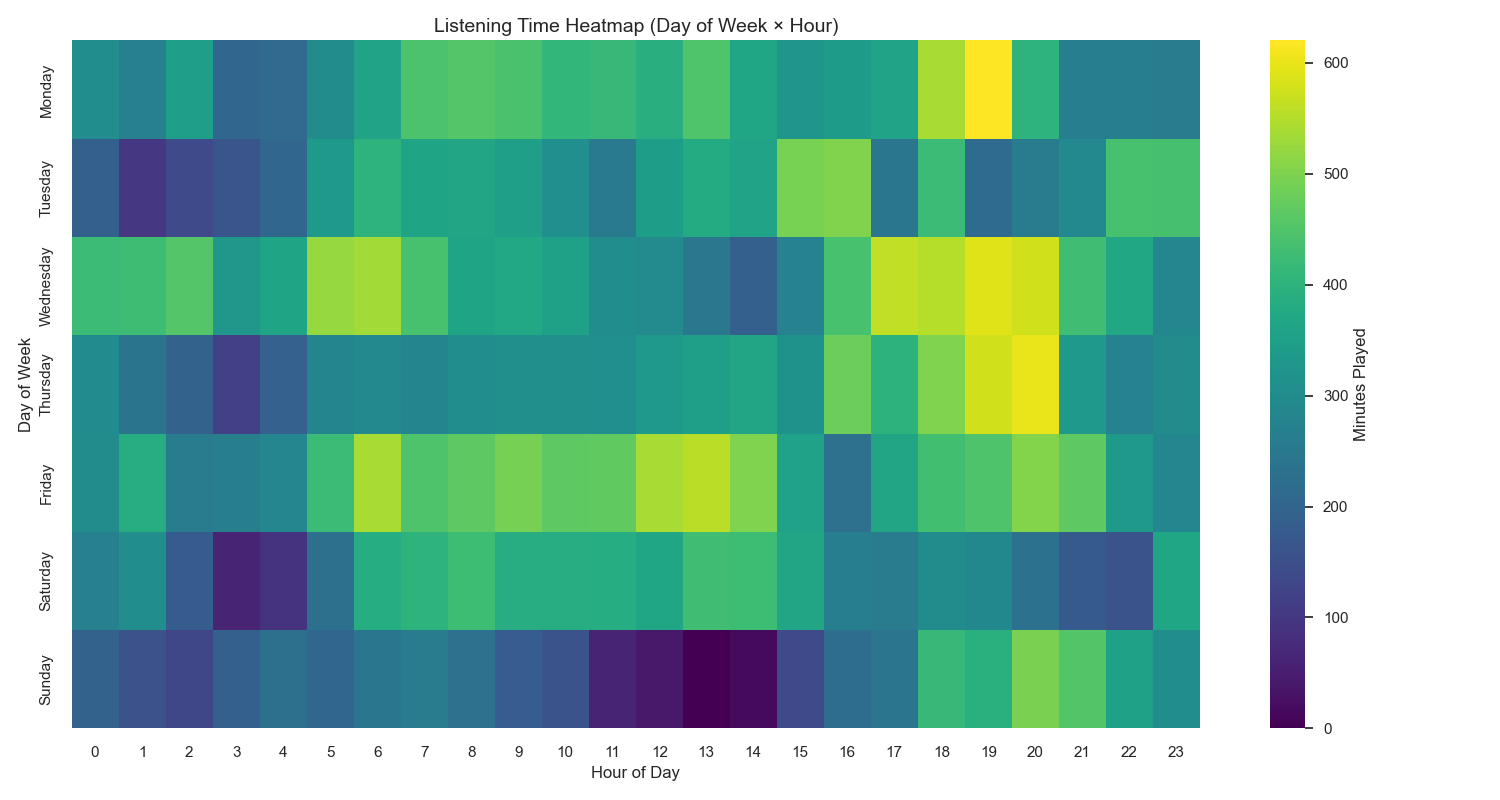 Listening Time Heatmap (Day of Week × Hour)
Day of Week
Monday
Tuesday
Wednesday
Thursday
Friday
Saturday
Sunday
0 1 2 3 4 5 6 7 8 9 10 11 12 13 14 15 16 17 18 19 20 21 22 23
Hour of Day
600
500
400
300
200
100
0
Minutes Played